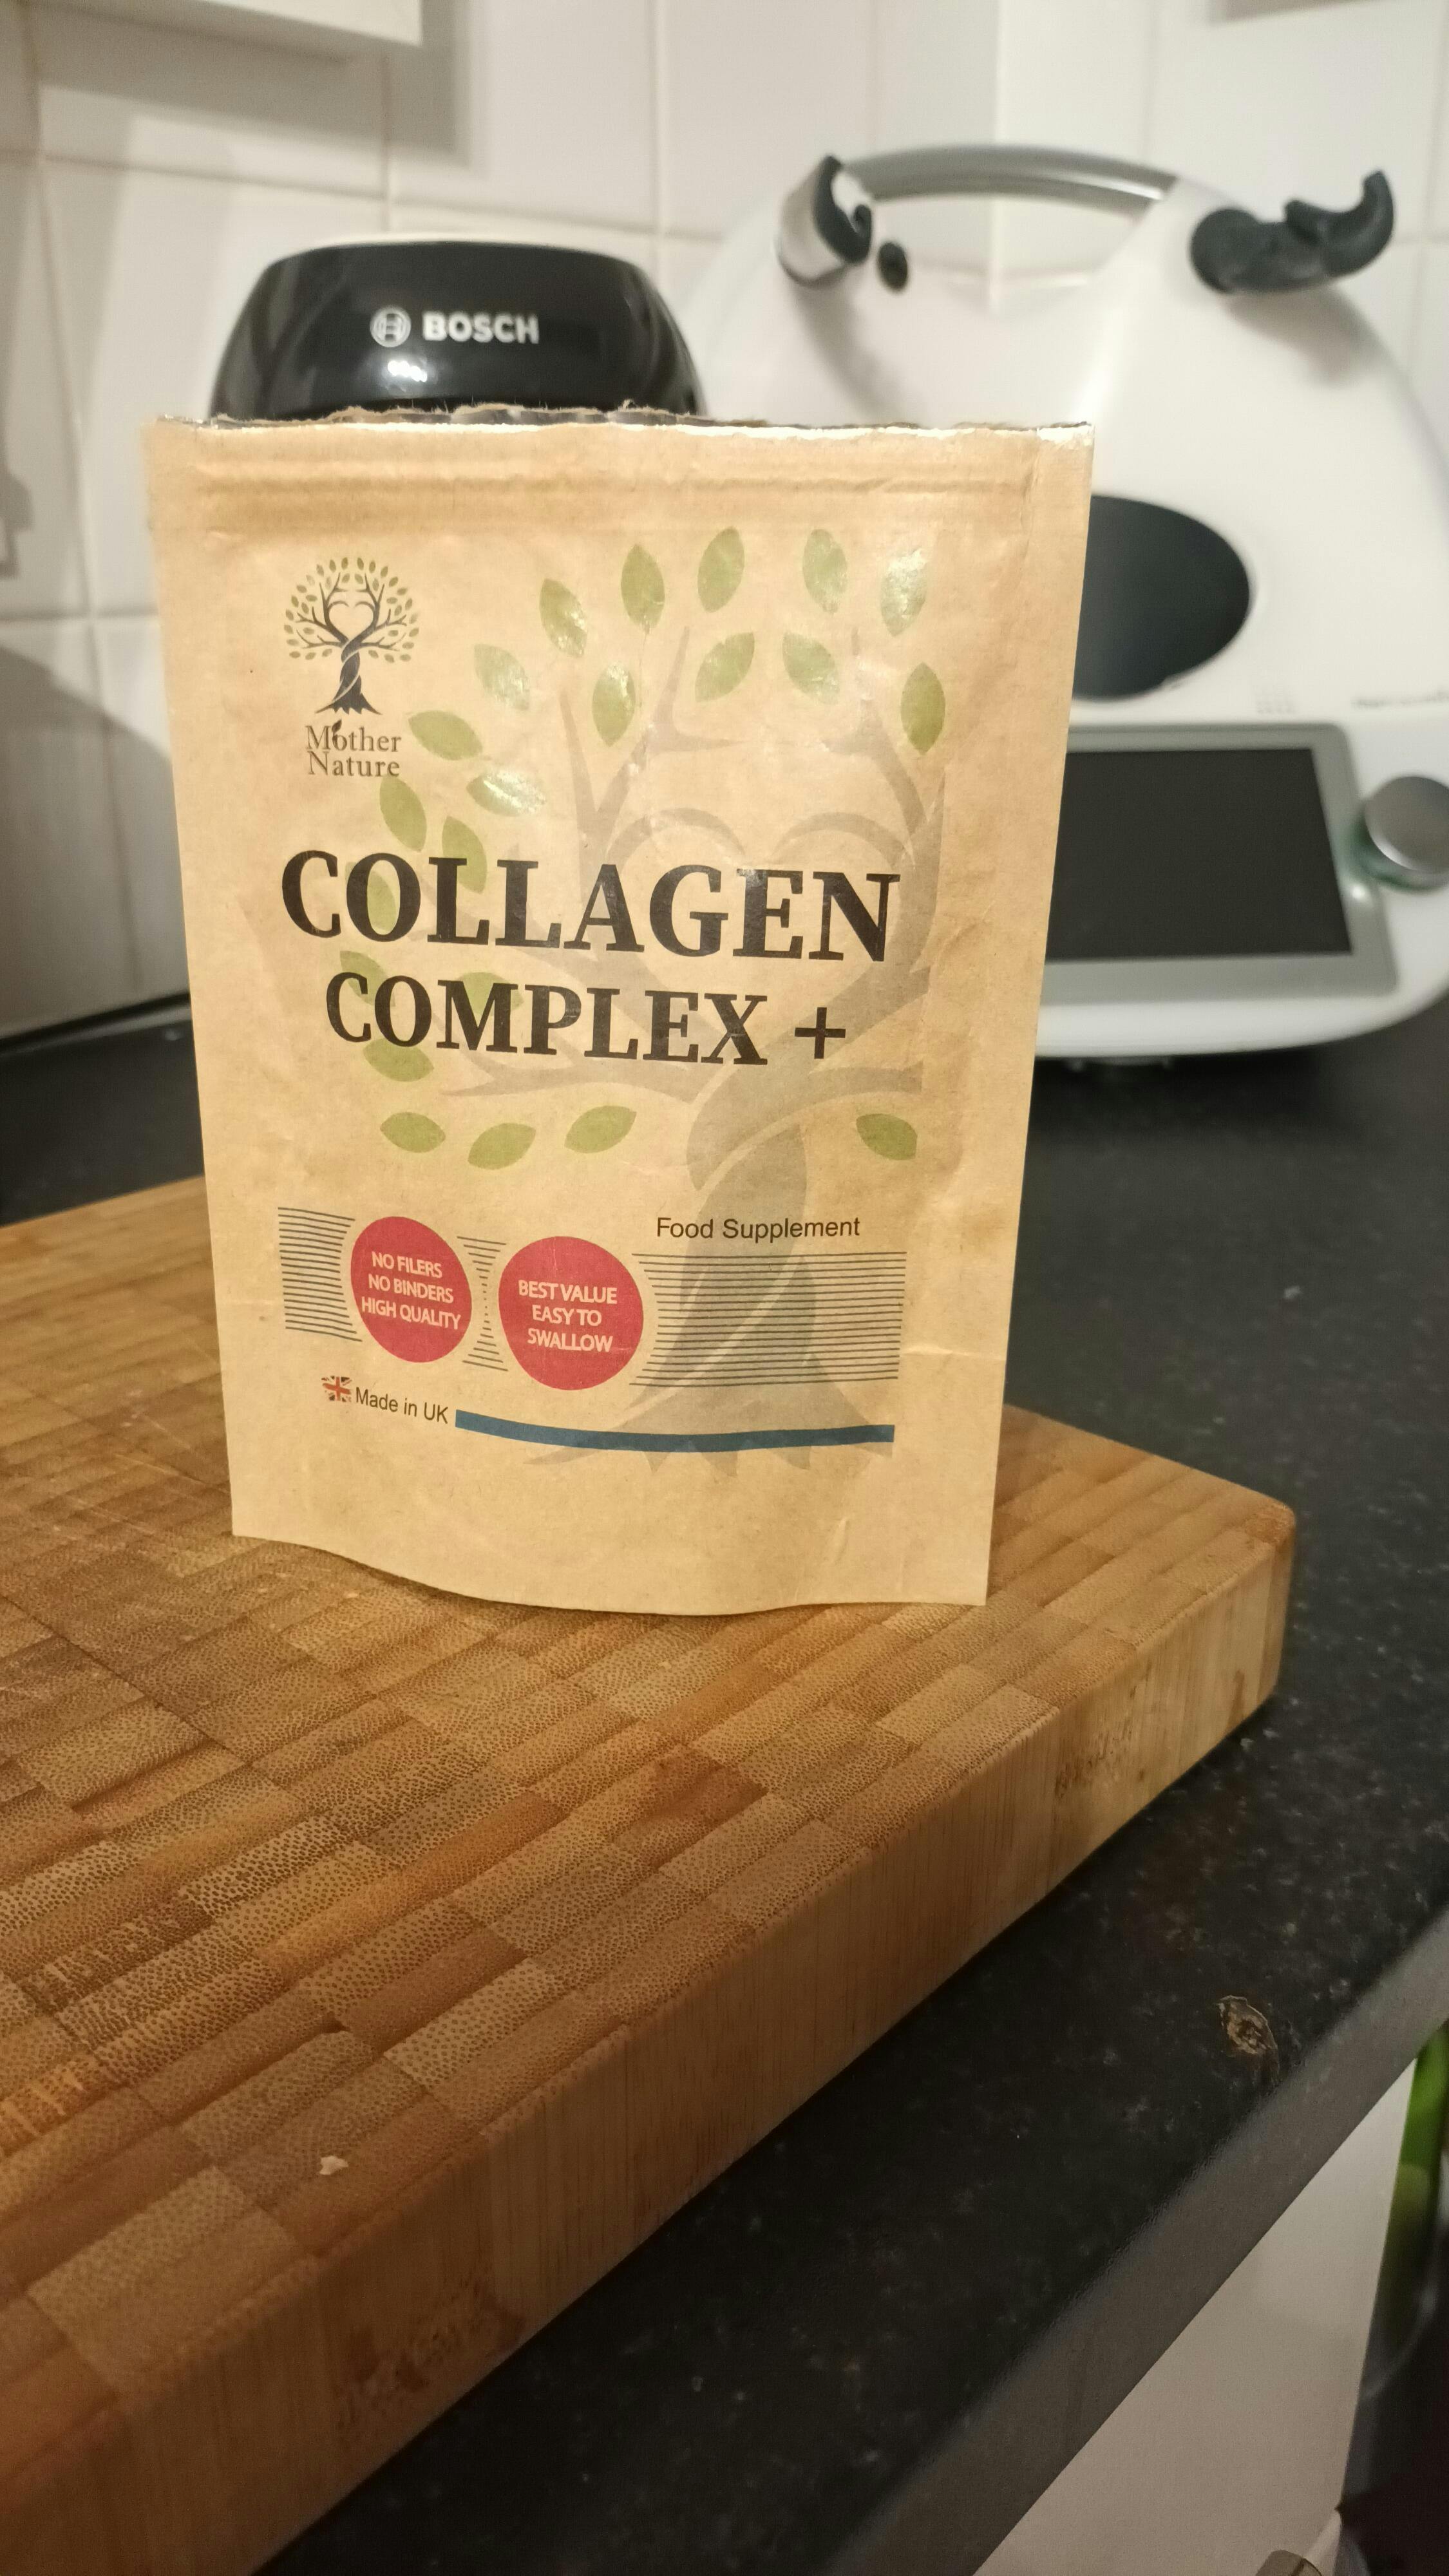 BOSCH
Mother
Nature
COLLAGEN
COMPLEX +
Food Supplement
NO FILERS
NO BINDERS
HIGH QUALITY
BEST VALUE
EASY TO
SWALLOW
Made in UK